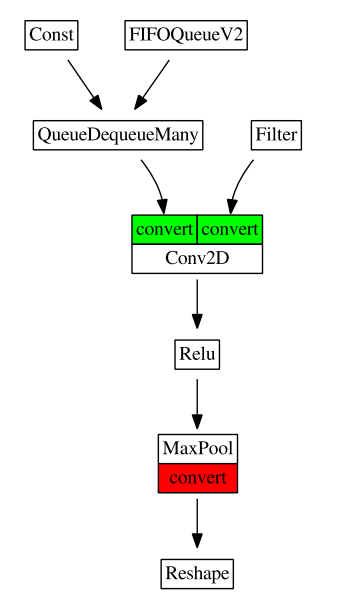 Const FIFOQueueV2
QueueDequeueMany Filter
convert convert
Conv2D
Relu
MaxPool
convert
Reshape